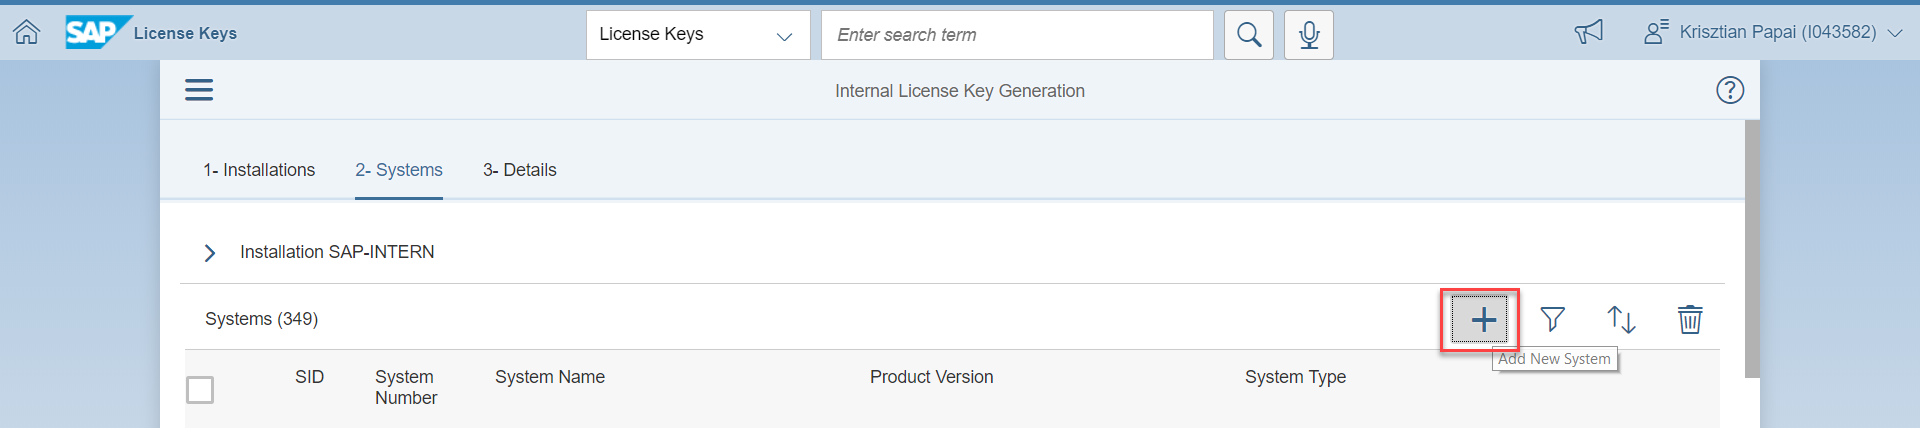 SAP License Keys
License Keys
Enter search term
Krisztian Papai (I043582)
Internal License Key Generation
?
1- Installations 2- Systems 3- Details
Installation SAP-INTERN
Systems (349)
Add New System
SID System Number System Name Product Version System Type